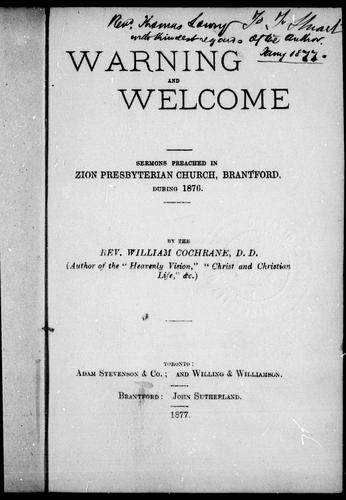 Rev. Thomas Lowry To J. Stuart
with kindest regards of the author.
Jany 1877.
WARNING
AND
WELCOME
SERMONS PREACHED IN
ZION PRESBYTERIAN CHURCH, BRANTFORD,
DURING 1876.
BY THE
REV. WILLIAM COCHRANE, D. D.
(Author of the "Heavenly Vision," "Christ and Christian
Life," &c.)
TORONTO:
ADAM STEVENSON & CO.; AND WILLING & WILLIAMSON.
BRANTFORD: JOHN SUTHERLAND.
1877.